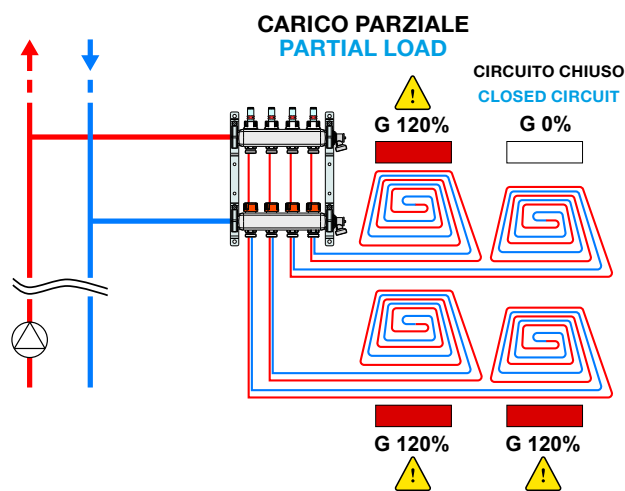 CARICO PARZIALE
PARTIAL LOAD
CIRCUITO CHIUSO
CLOSED CIRCUIT
!
G 120%
G 0%
G 120%
G 120%
!
!